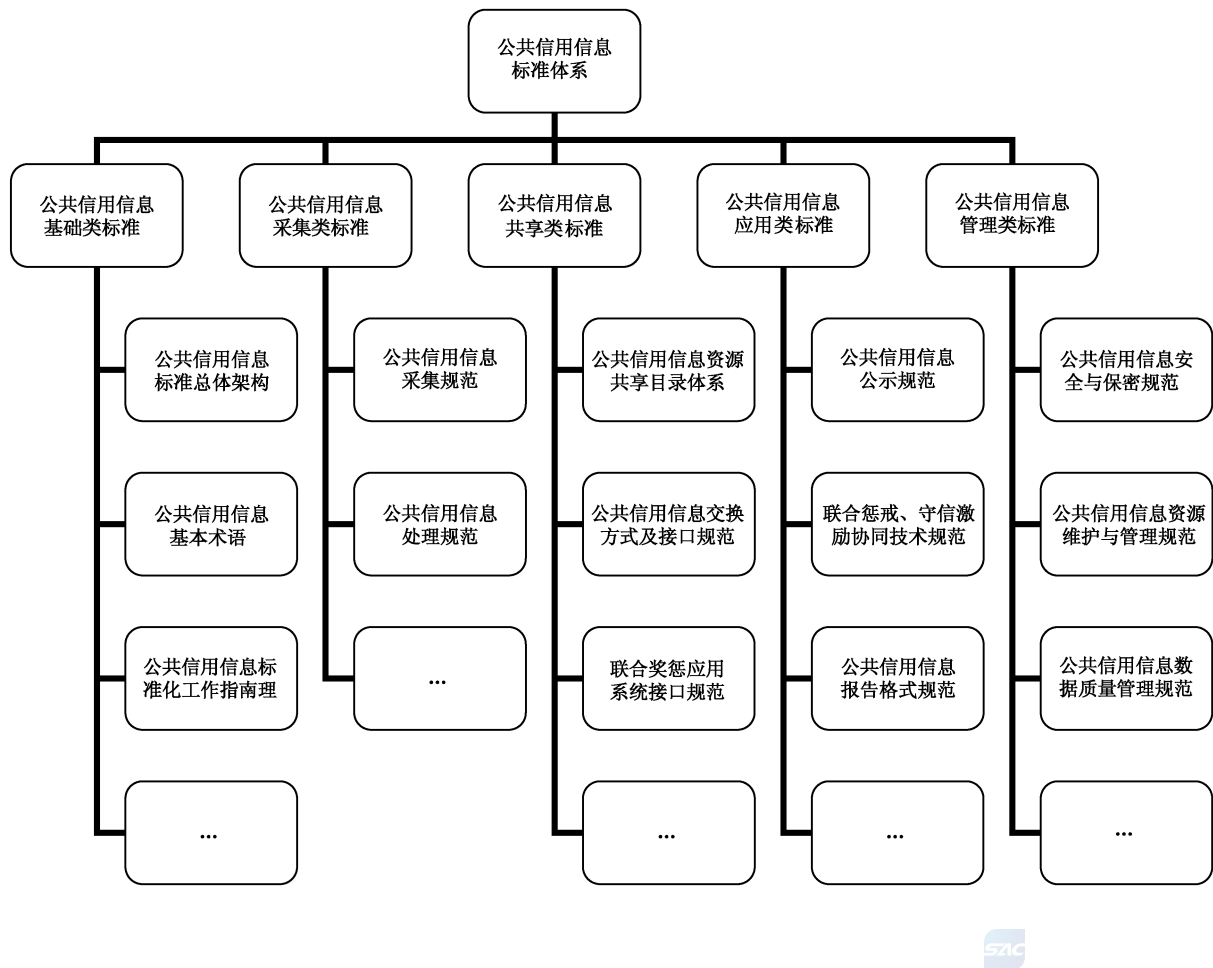 公共信用信息
标准体系
公共信用信息
基础类标准
公共信用信息
采集类标准
公共信用信息
共享类标准
公共信用信息
应用类标准
公共信用信息
管理类标准
公共信用信息
标准总体架构
公共信用信息
采集规范
公共信用信息资源
共享目录体系
公共信用信息
公示规范
公共信用信息安
全与保密规范
公共信用信息
基本术语
公共信用信息
处理规范
公共信用信息交换
方式及接口规范
联合惩戒、守信激
励协同技术规范
公共信用信息资源
维护与管理规范
公共信用信息标
准化工作指南理
...
联合奖惩应用
系统接口规范
公共信用信息
报告格式规范
公共信用信息数
据质量管理规范
...
...
...
...
SAC